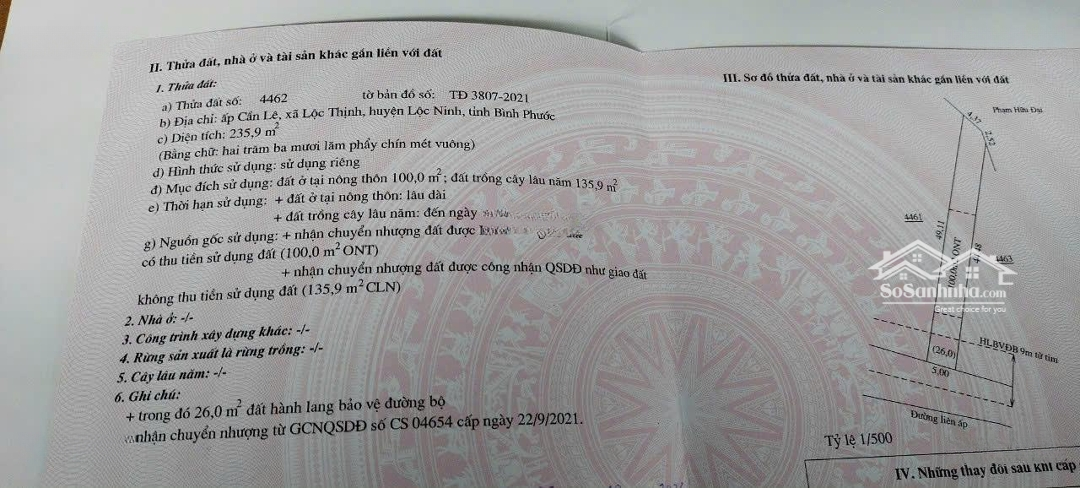 II. Thửa đất, nhà ở và tài sản khác gắn liền với đất
1. Thửa đất:
a) Thửa đất số: 4462 tờ bản đồ số: TĐ 3807-2021
b) Địa chỉ: ấp Cần Lê, xã Lộc Thịnh, huyện Lộc Ninh, tỉnh Bình Phước
c) Diện tích: 235,9 m²
(Bằng chữ: hai trăm ba mươi lăm phẩy chín mét vuông)
d) Hình thức sử dụng: sử dụng riêng
đ) Mục đích sử dụng: đất ở tại nông thôn 100,0 m²; đất trồng cây lâu năm 135,9 m²
e) Thời hạn sử dụng: + đất ở tại nông thôn: lâu dài
+ đất trồng cây lâu năm: đến ngày
g) Nguồn gốc sử dụng: + nhận chuyển nhượng đất được
có thu tiền sử dụng đất (100,0 m² ONT)
+ nhận chuyển nhượng đất được công nhận QSDĐ như giao đất
không thu tiền sử dụng đất (135,9 m² CLN)
2. Nhà ở: -/-
3. Công trình xây dựng khác: -/-
4. Rừng sản xuất là rừng trồng: -/-
5. Cây lâu năm: -/-
6. Ghi chú:
+ trong đó 26,0 m² đất hành lang bảo vệ đường bộ
nhận chuyển nhượng từ GCNQSDĐ số CS 04654 cấp ngày 22/9/2021.
III. Sơ đồ thửa đất, nhà ở và tài sản khác gắn liền với đất
Phạm Hữu Đại
4,37
2,52
4461
49,11
ONT
4463
SoSanhnha.com
Great choice for you
HLBVĐB 9m từ tim
(26,0)
5,00
Đường liên ấp
Tỷ lệ 1/500
IV. Những thay đổi sau khi cấp